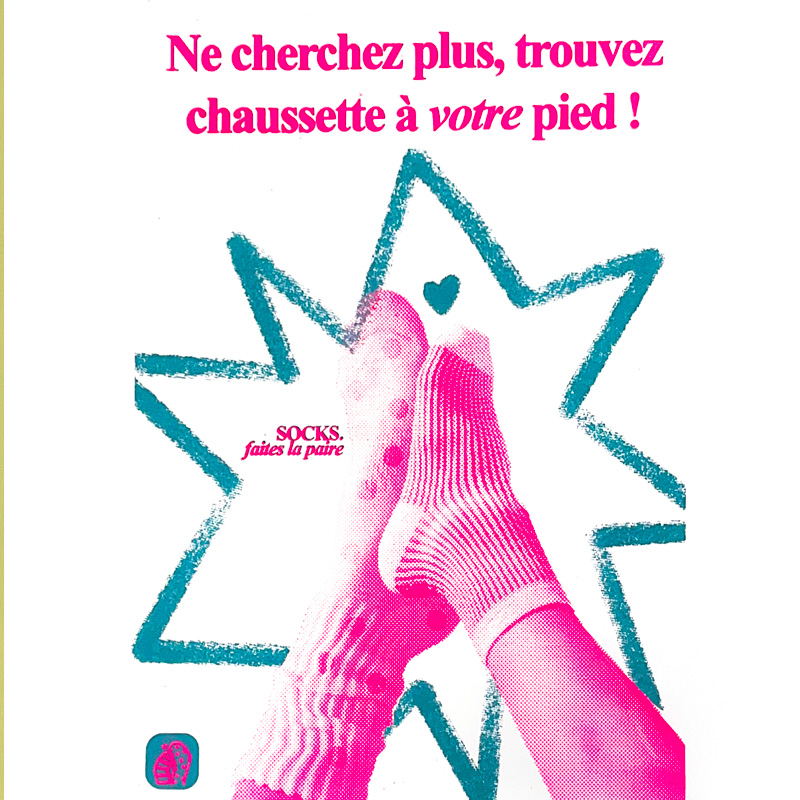 Ne cherchez plus, trouvez
chaussette à votre pied !
SOCKS.
faites la paire